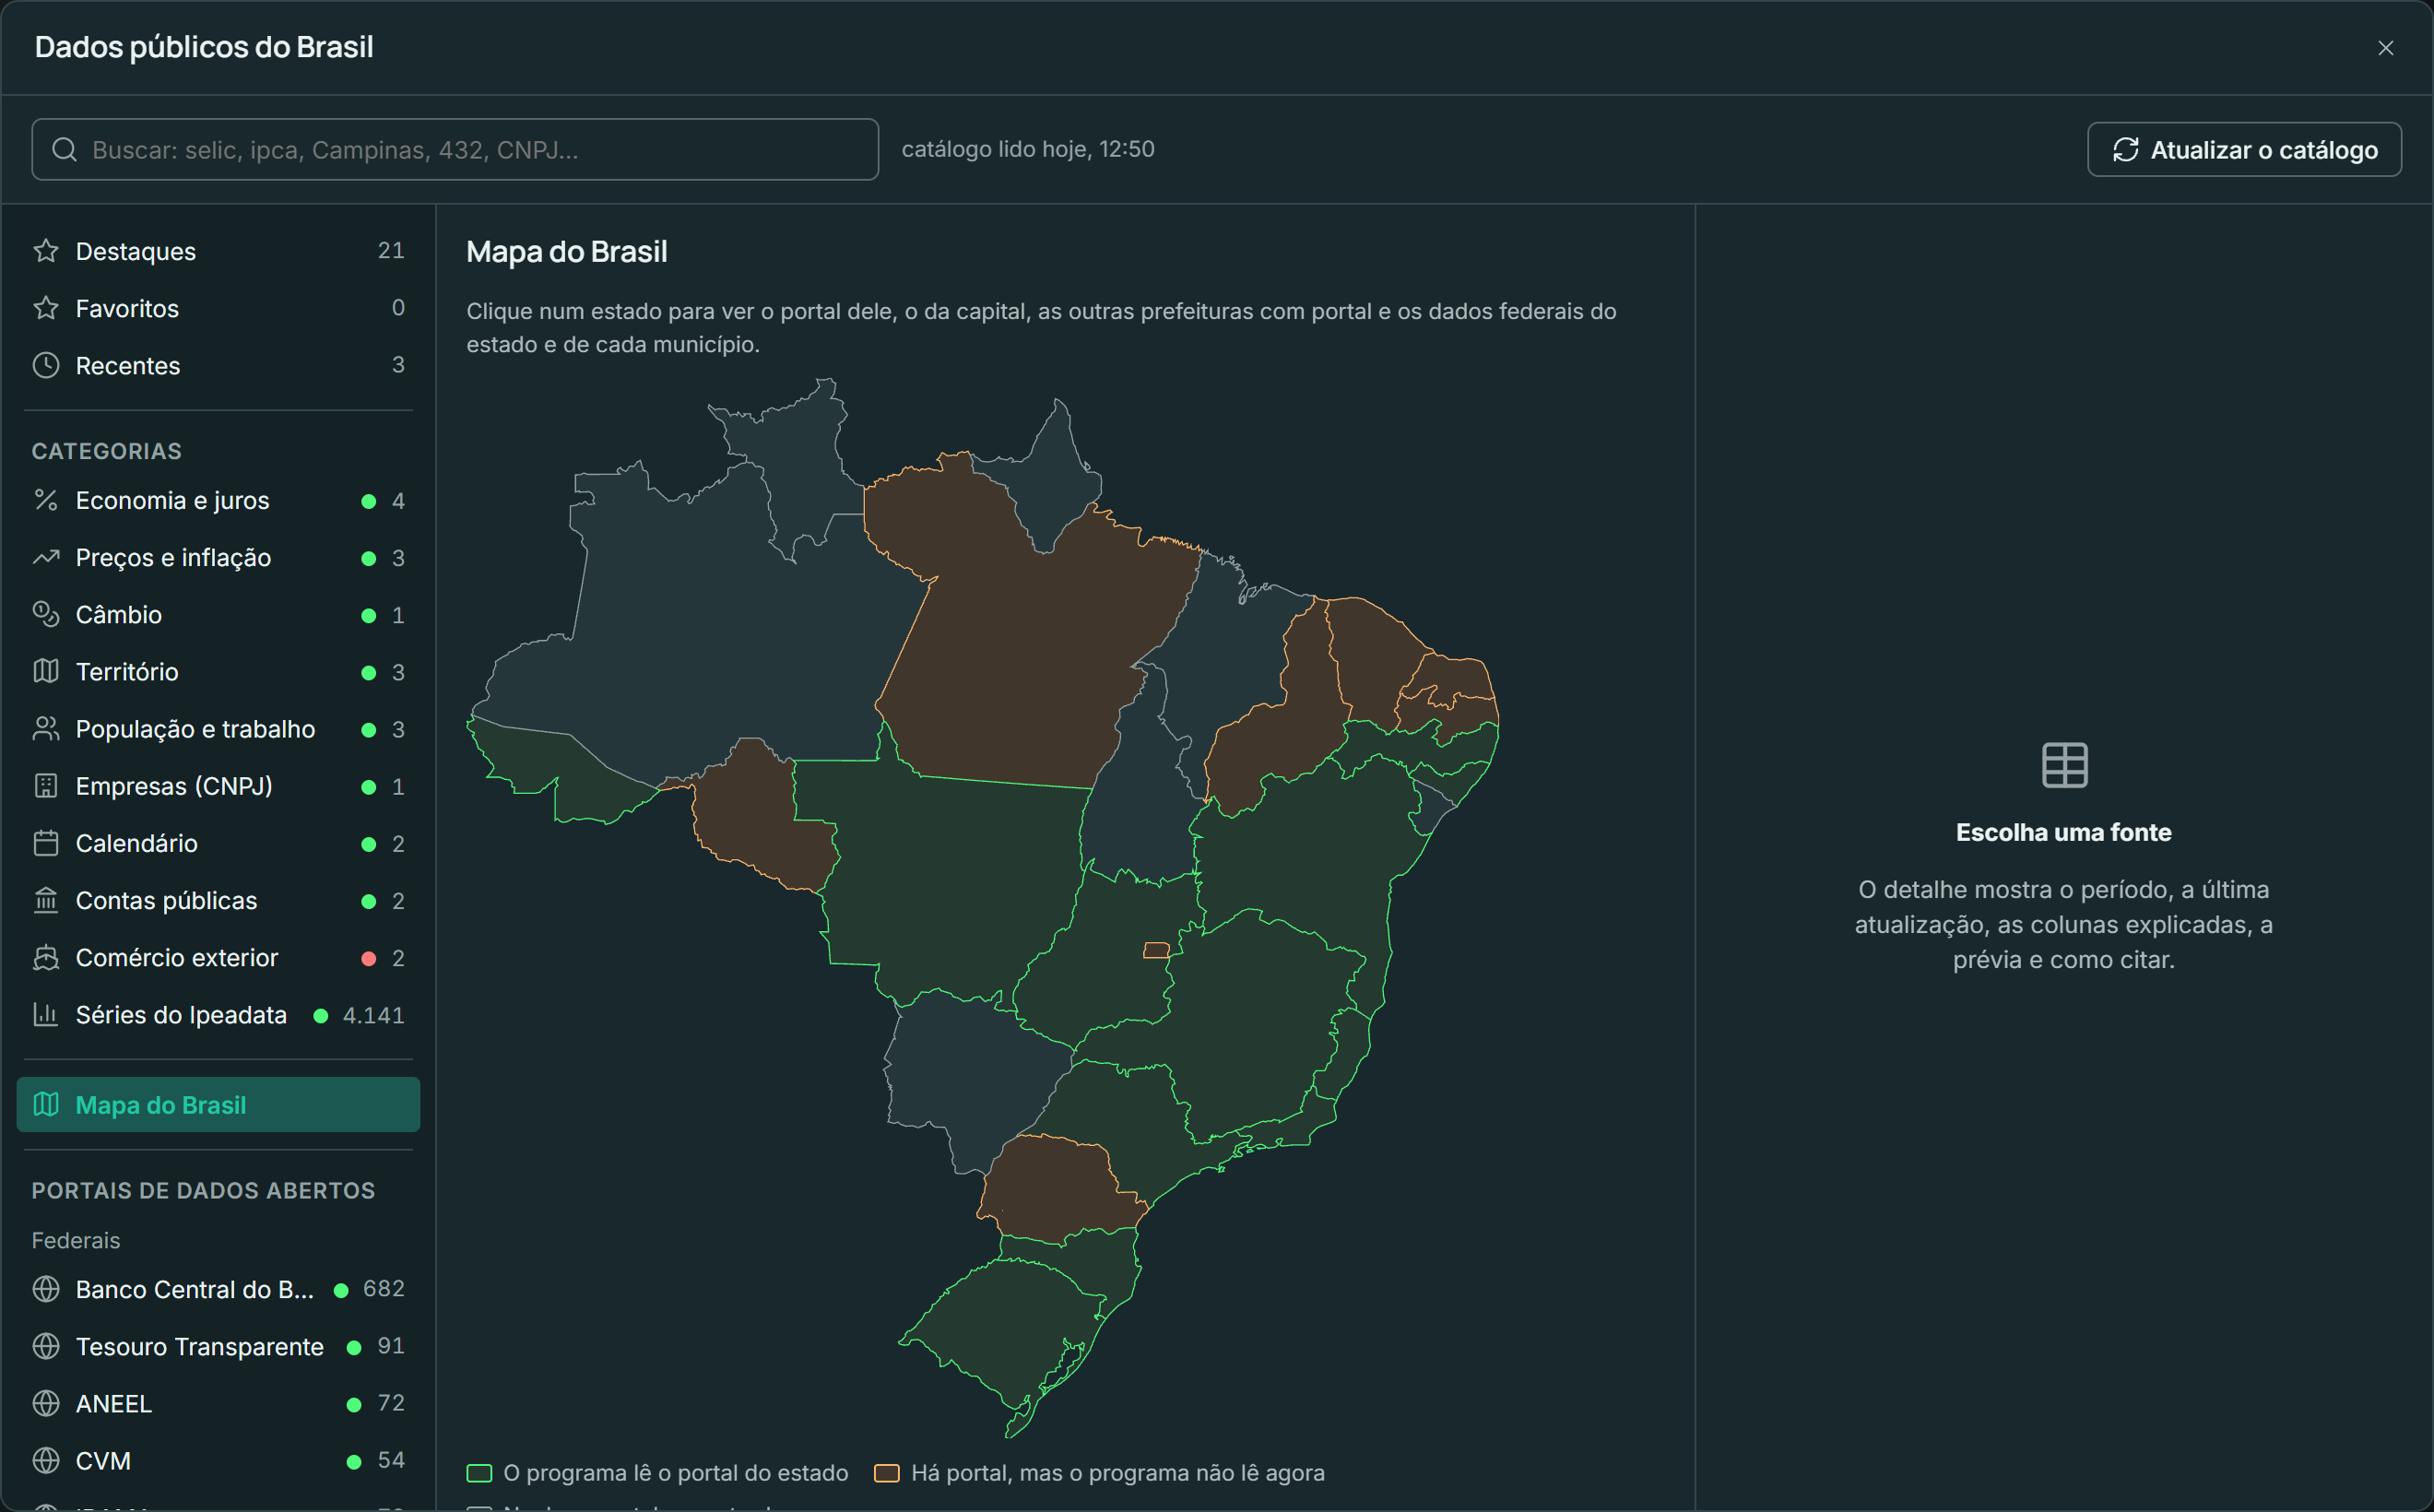 Dados públicos do Brasil
Buscar: selic, ipca, Campinas, 432, CNPJ...
catálogo lido hoje, 12:50
Atualizar o catálogo
Destaques 21
Favoritos 0
Recentes 3
CATEGORIAS
Economia e juros 4
Preços e inflação 3
Câmbio 1
Território 3
População e trabalho 3
Empresas (CNPJ) 1
Calendário 2
Contas públicas 2
Comércio exterior 2
Séries do Ipeadata 4.141
Mapa do Brasil
PORTAIS DE DADOS ABERTOS
Federais
Banco Central do B... 682
Tesouro Transparente 91
ANEEL 72
CVM 54
Mapa do Brasil
Clique num estado para ver o portal dele, o da capital, as outras prefeituras com portal e os dados federais do
estado e de cada município.
O programa lê o portal do estado
Há portal, mas o programa não lê agora
Escolha uma fonte
O detalhe mostra o período, a última
atualização, as colunas explicadas, a
prévia e como citar.